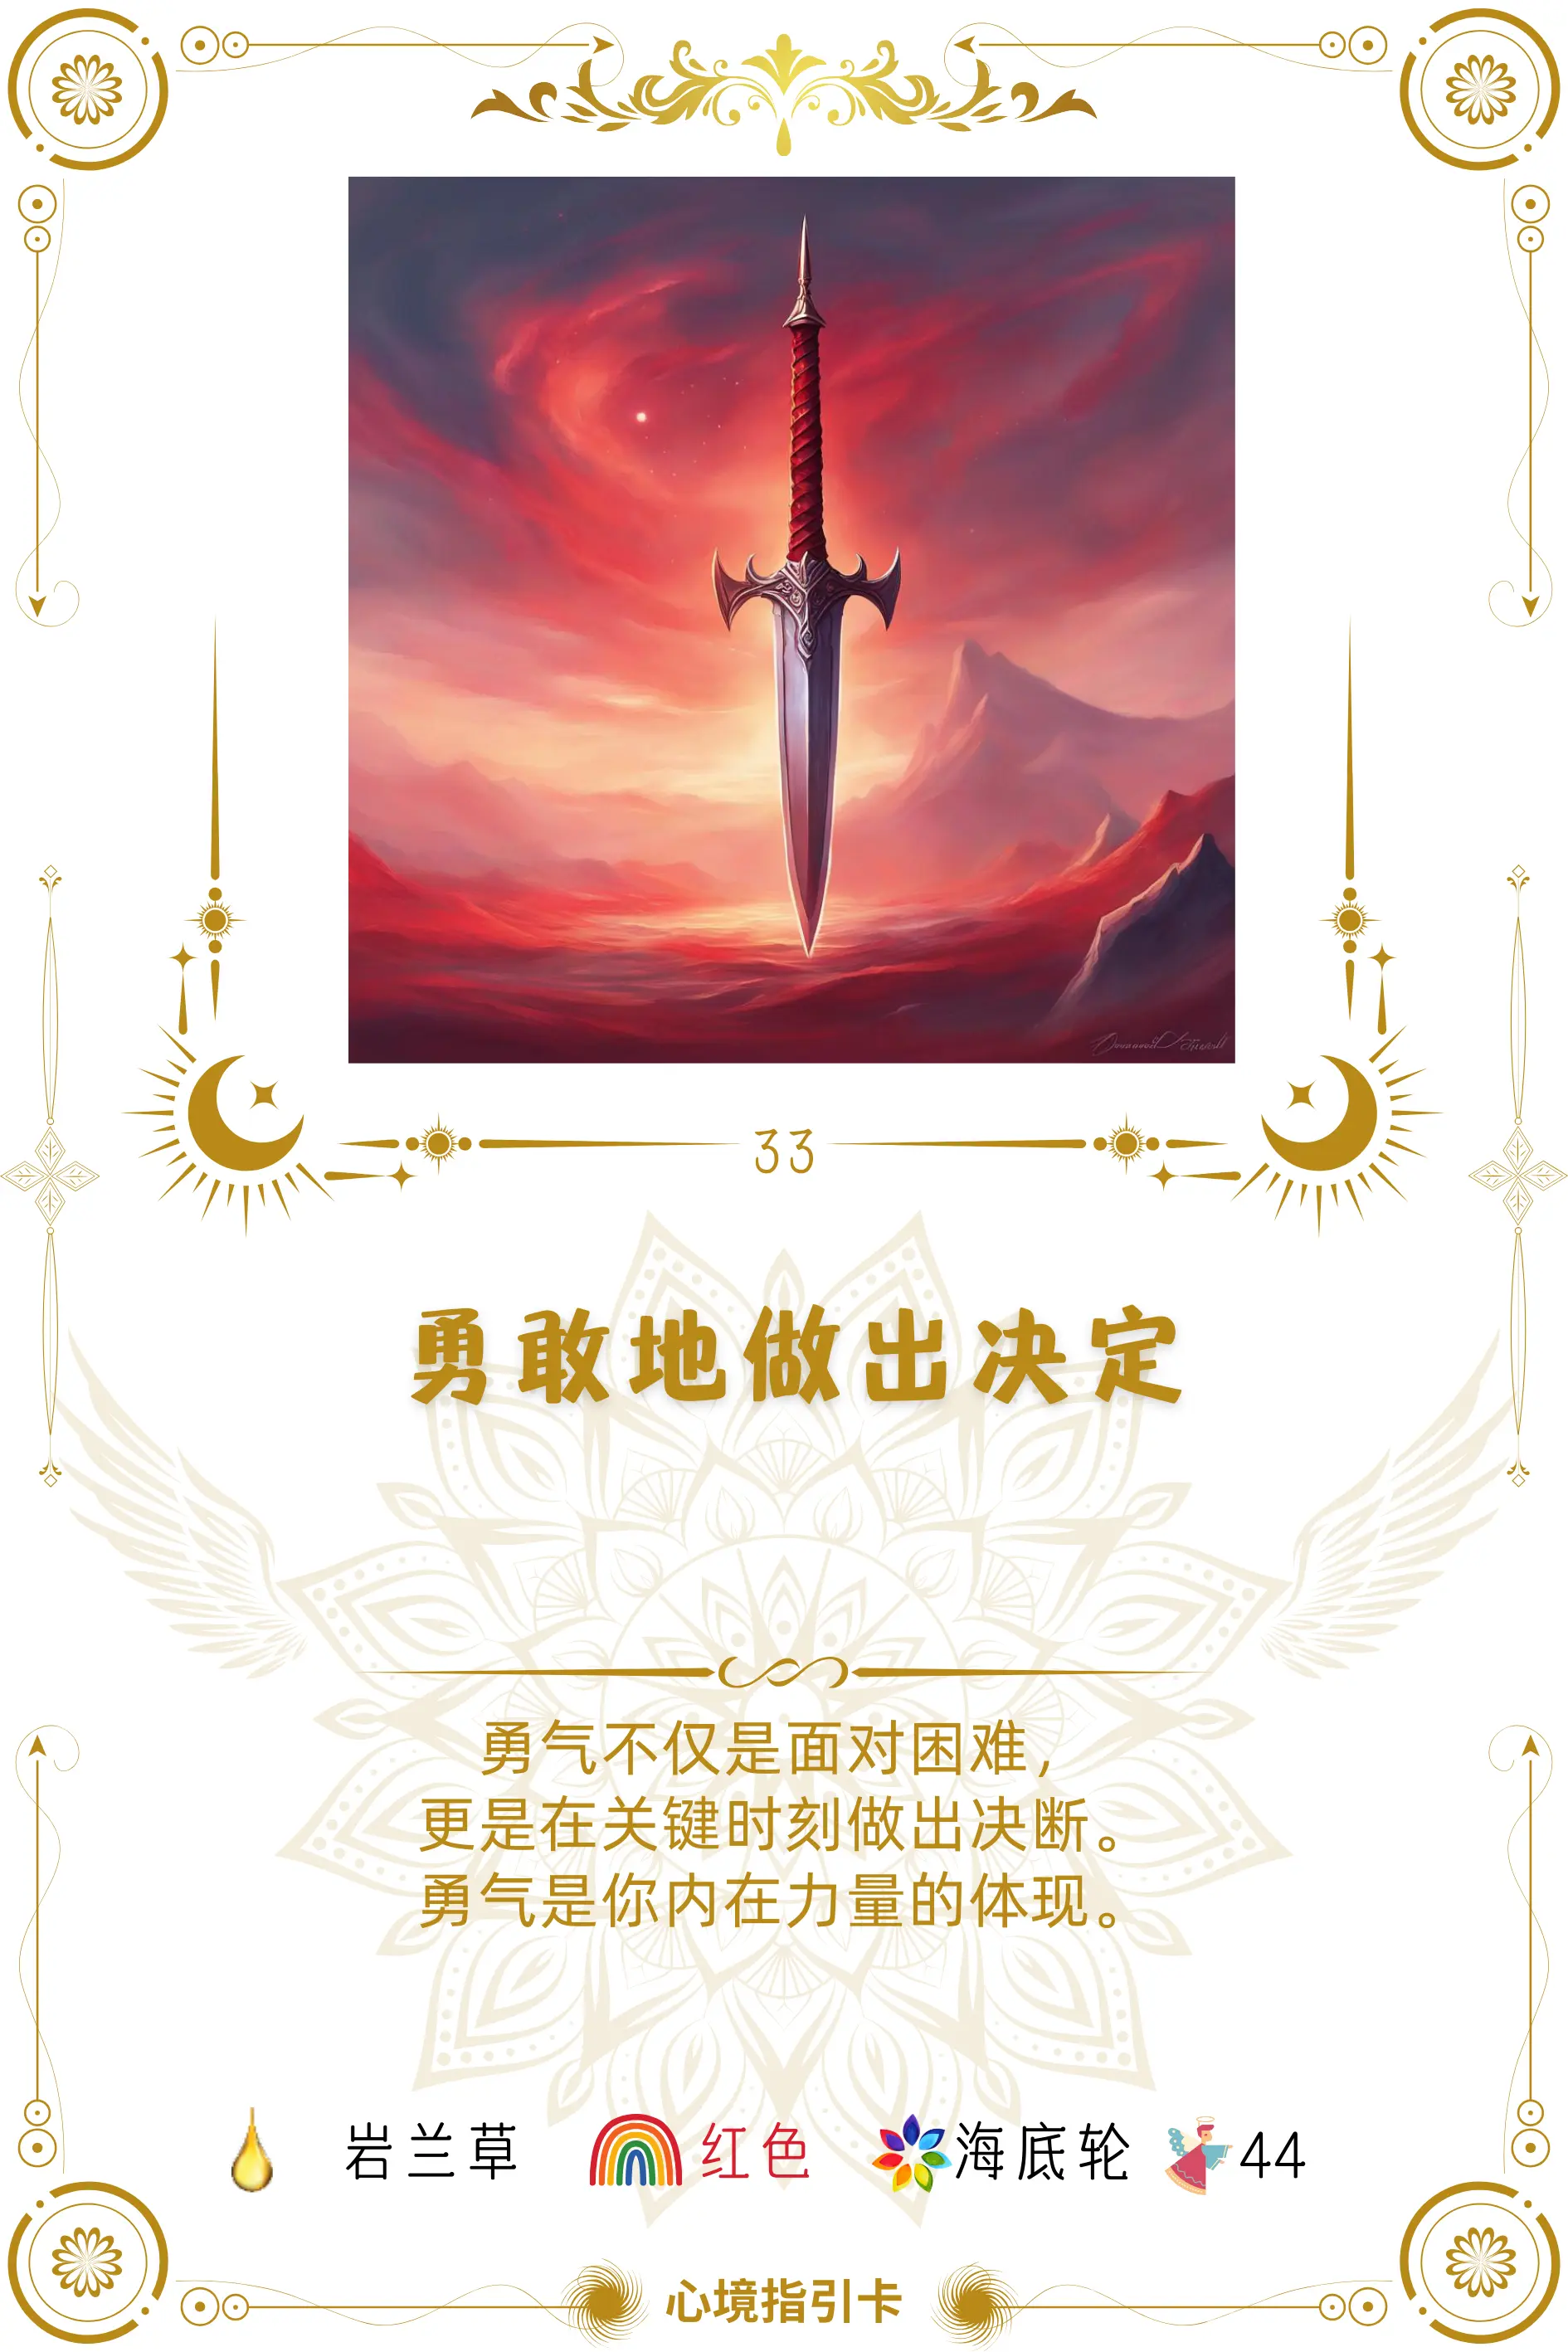 33
勇敢地做出决定
勇气不仅是面对困难，
更是在关键时刻做出决断。
勇气是你内在力量的体现。
岩兰草 红色 海底轮 44
心境指引卡